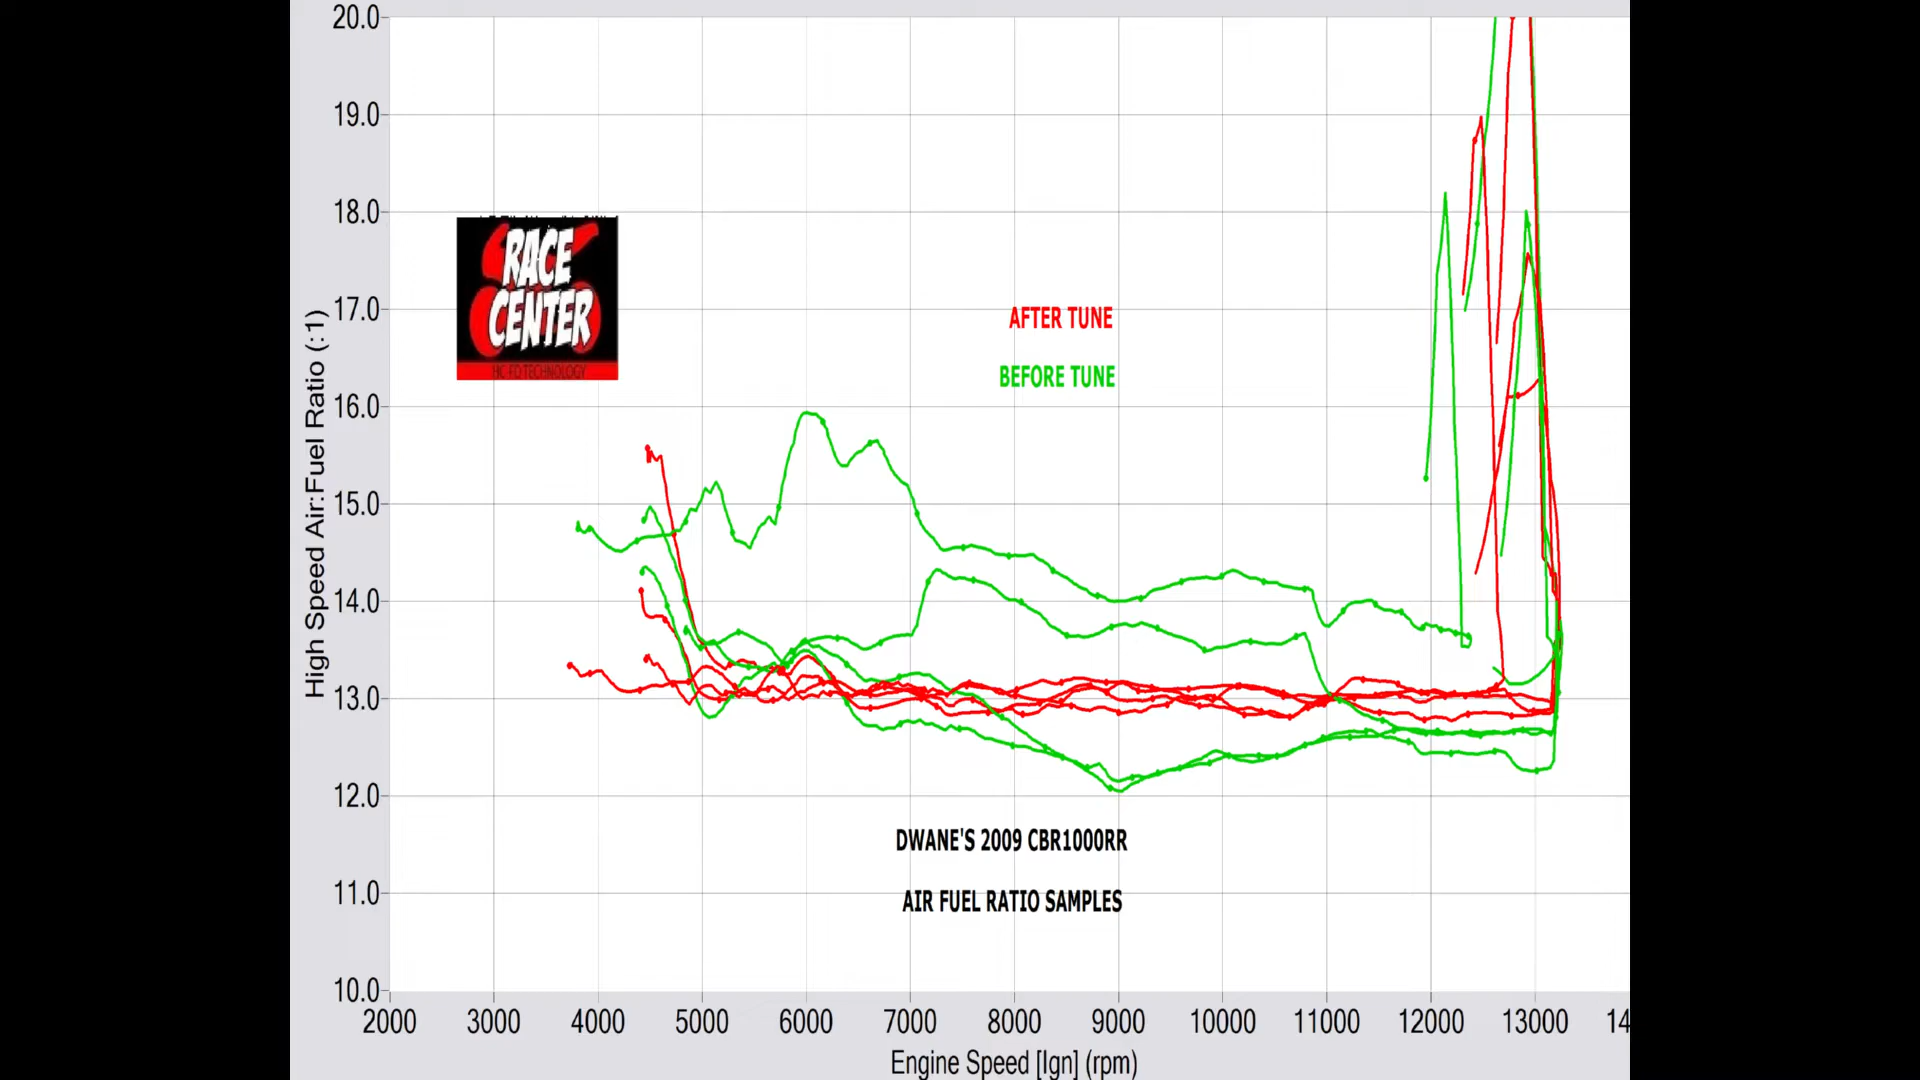 20.0
19.0
18.0
17.0
16.0
15.0
14.0
13.0
12.0
11.0
10.0
High Speed Air:Fuel Ratio (:1)
RACE
CENTER
HC-FD TECHNOLOGY
AFTER TUNE
BEFORE TUNE
DWANE'S 2009 CBR1000RR
AIR FUEL RATIO SAMPLES
2000 3000 4000 5000 6000 7000 8000 9000 10000 11000 12000 13000 14
Engine Speed [Ign] (rpm)